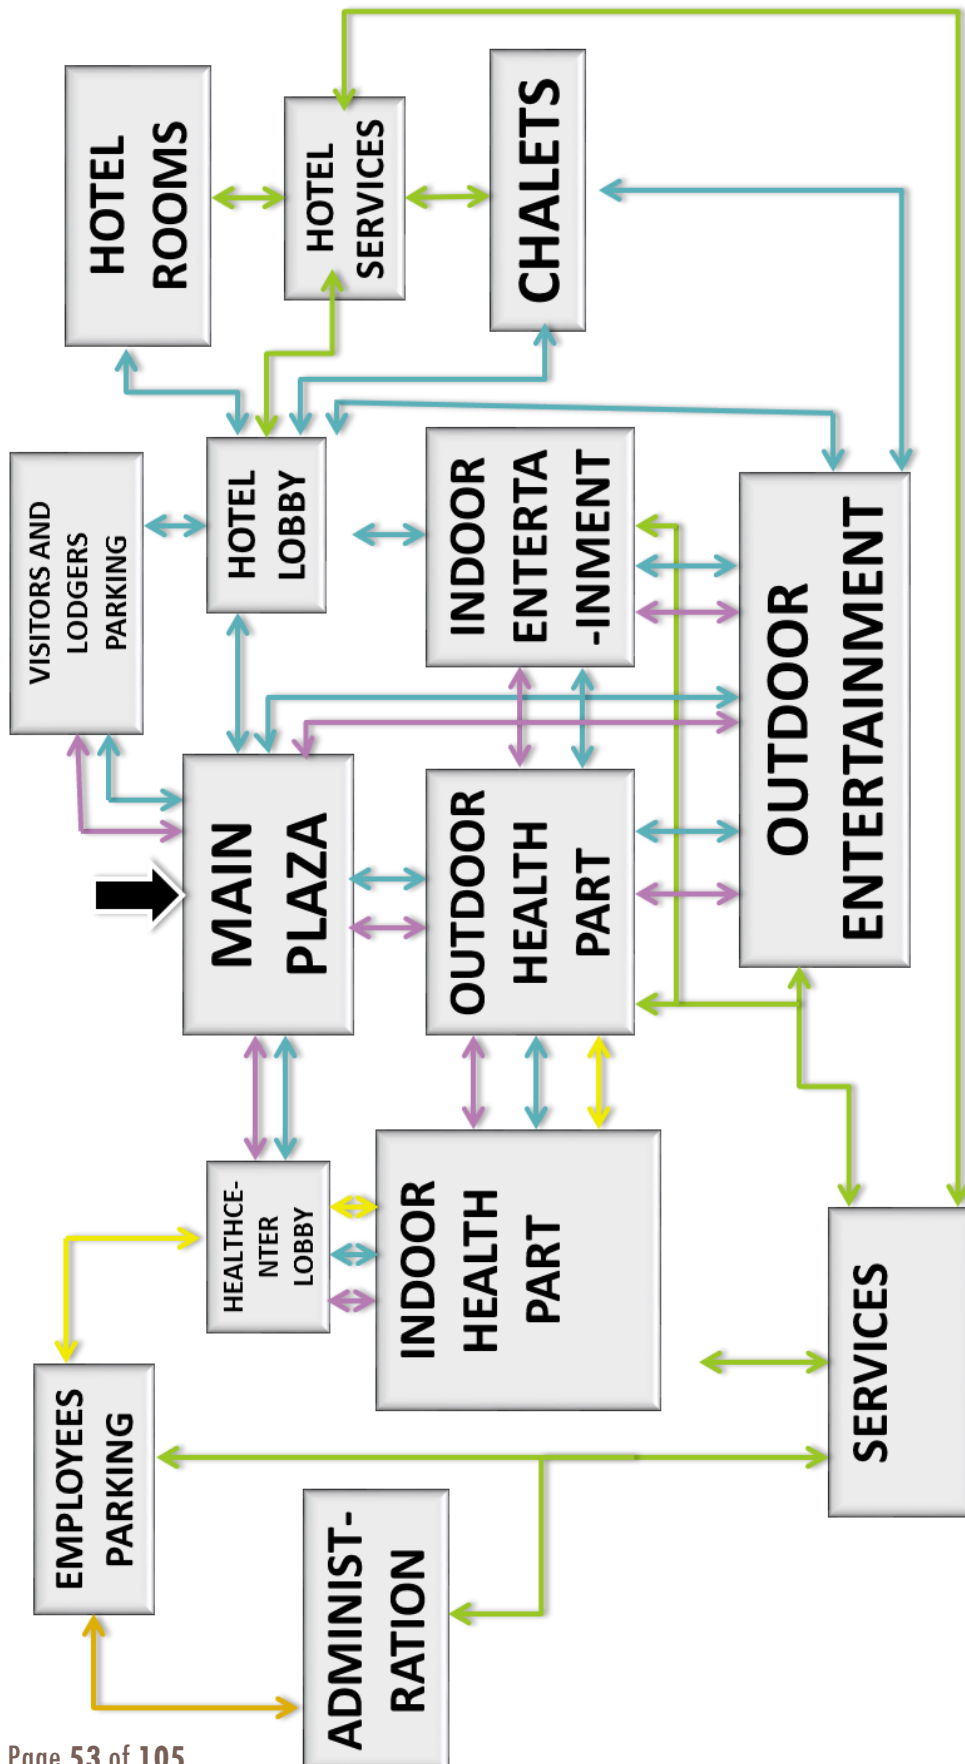 EMPLOYEES
PARKING
VISITORS AND
LODGERS
PARKING
HOTEL
ROOMS
ADMINIST-
RATION
HEALTHCE-
NTER
LOBBY
MAIN
PLAZA
HOTEL
LOBBY
HOTEL
SERVICES
INDOOR
HEALTH
PART
OUTDOOR
HEALTH
PART
INDOOR
ENTERTA
-INMENT
CHALETS
SERVICES
OUTDOOR
ENTERTAINMENT
Page 53 of 105